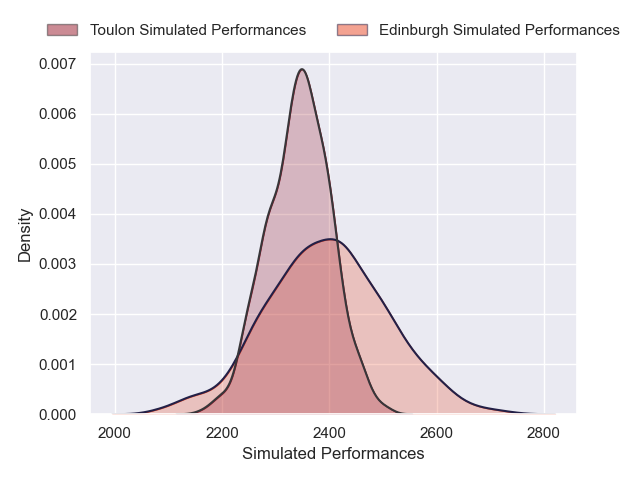 Toulon Simulated Performances
Edinburgh Simulated Performances
0.007
0.006
0.005
0.004
0.003
0.002
0.001
0.000
Density
2000 2200 2400 2600 2800
Simulated Performances